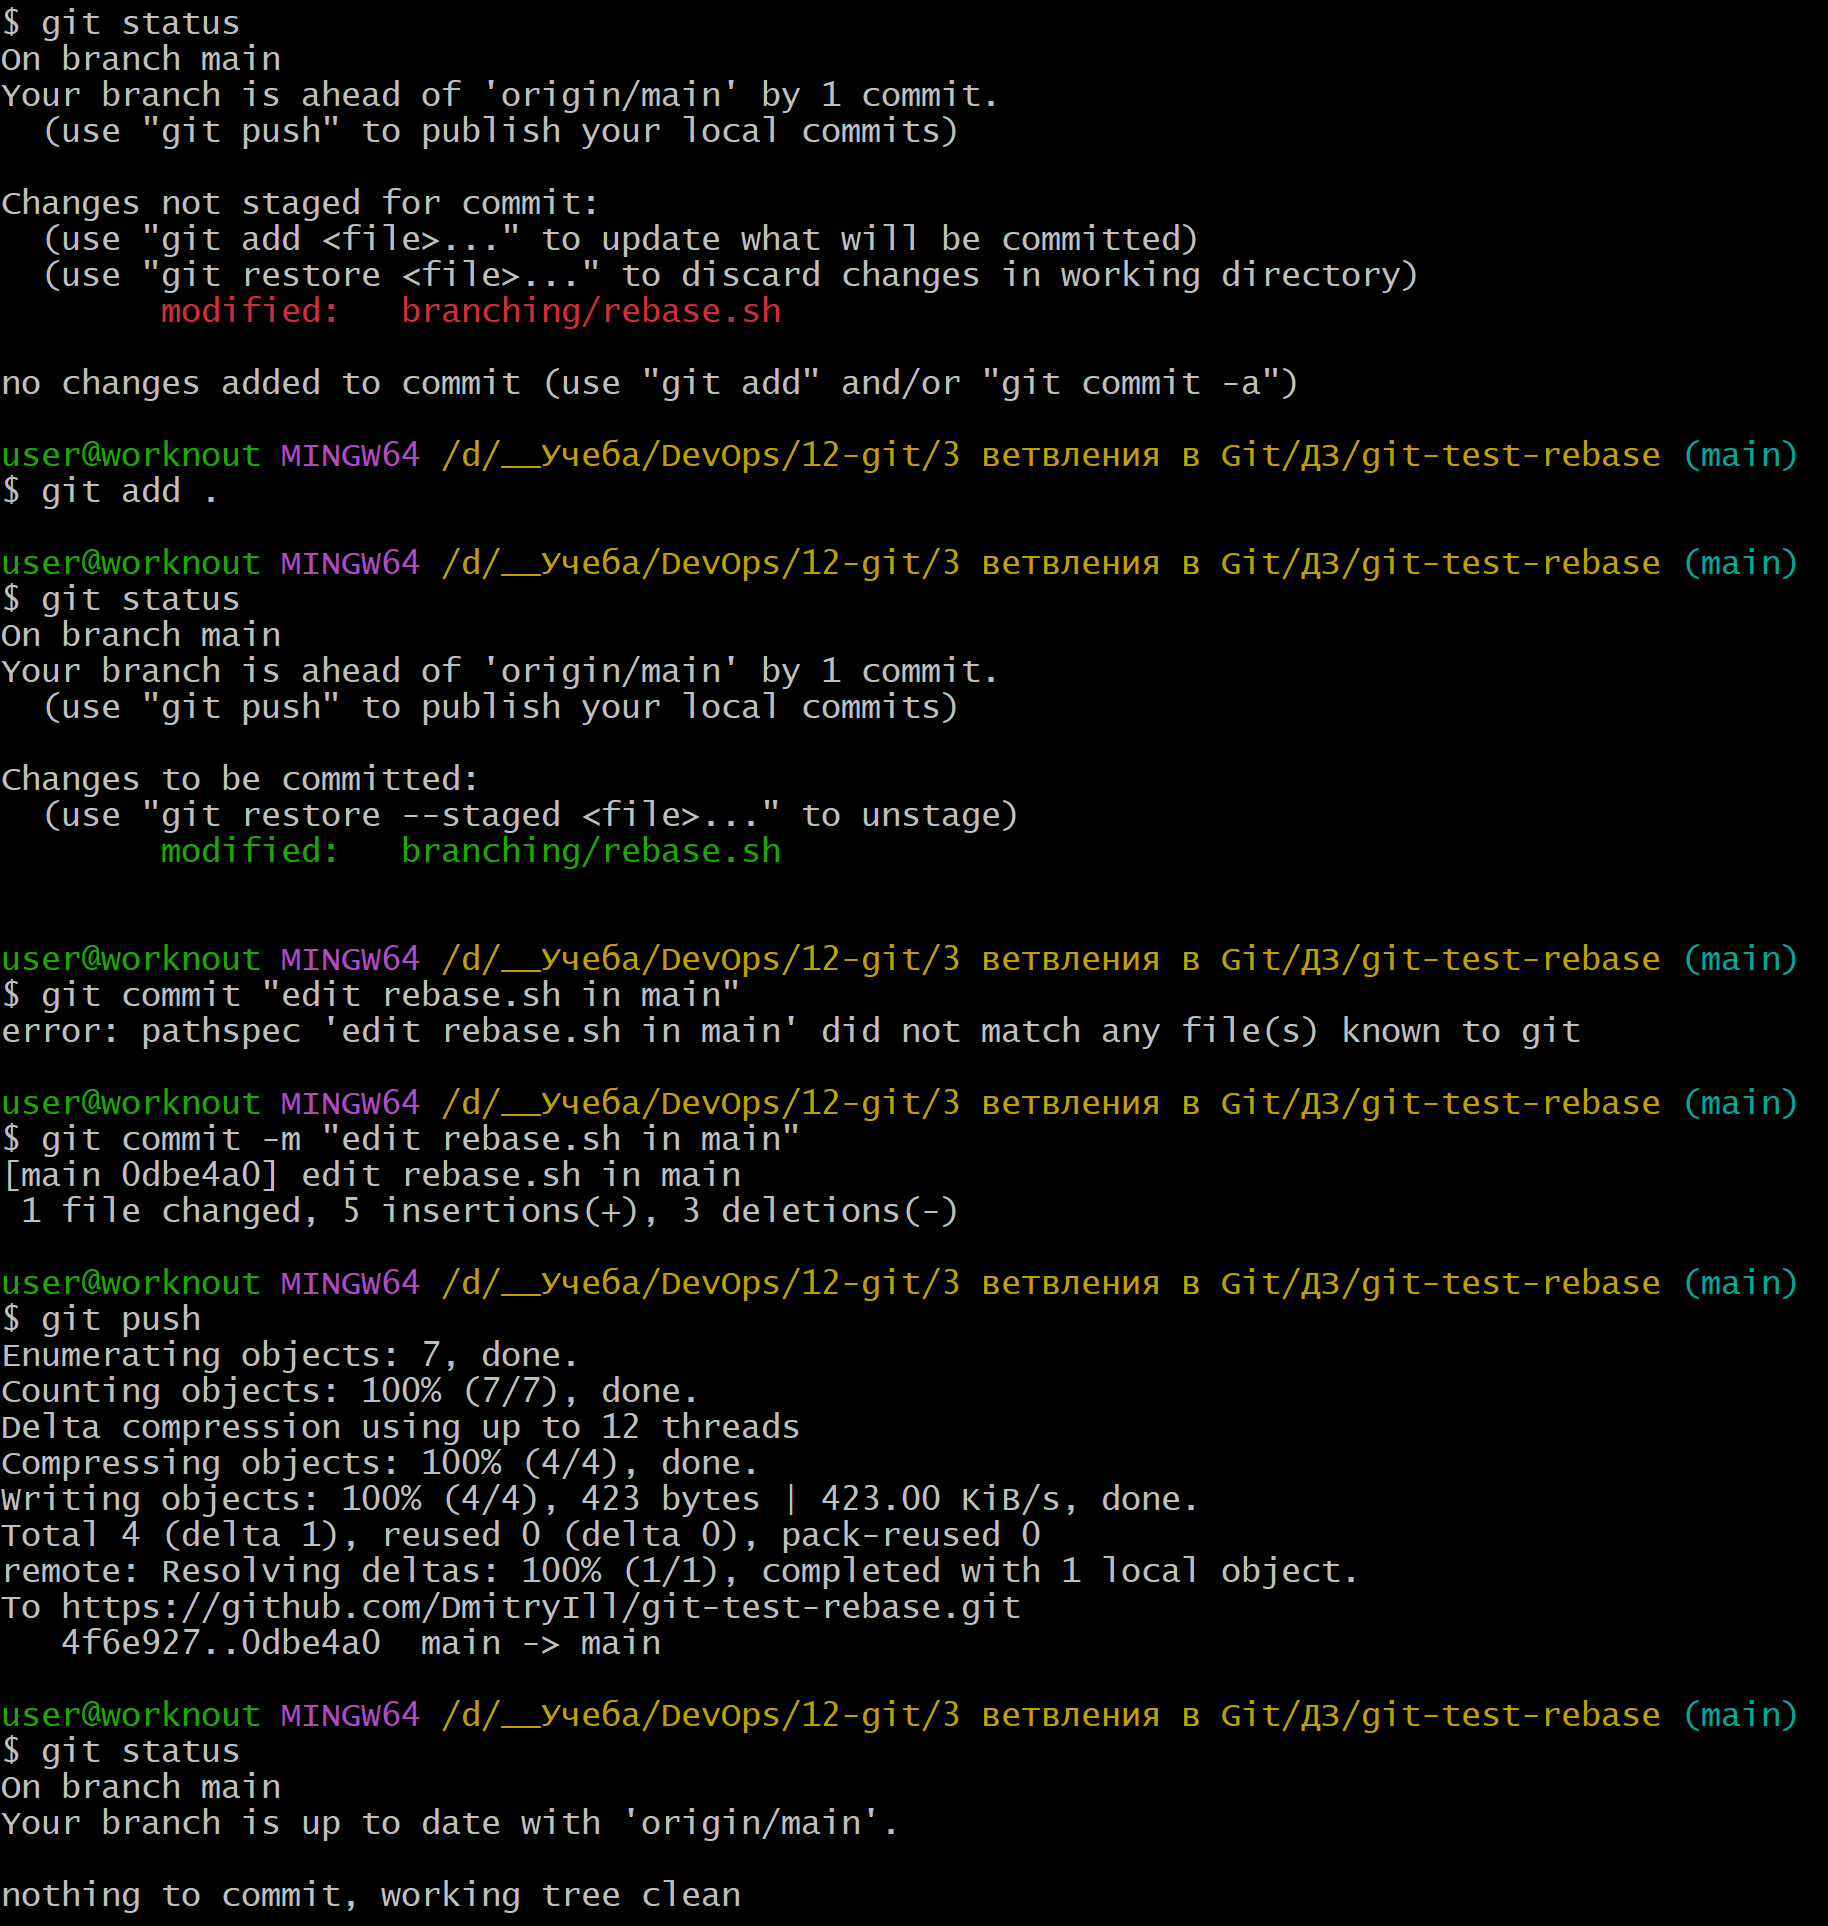 $ git status
On branch main
Your branch is ahead of 'origin/main' by 1 commit.
  (use "git push" to publish your local commits)

Changes not staged for commit:
  (use "git add <file>..." to update what will be committed)
  (use "git restore <file>..." to discard changes in working directory)
        modified:   branching/rebase.sh

no changes added to commit (use "git add" and/or "git commit -a")

user@worknout MINGW64 /d/__Учеба/DevOps/12-git/3 ветвления в Git/ДЗ/git-test-rebase (main)
$ git add .

user@worknout MINGW64 /d/__Учеба/DevOps/12-git/3 ветвления в Git/ДЗ/git-test-rebase (main)
$ git status
On branch main
Your branch is ahead of 'origin/main' by 1 commit.
  (use "git push" to publish your local commits)

Changes to be committed:
  (use "git restore --staged <file>..." to unstage)
        modified:   branching/rebase.sh


user@worknout MINGW64 /d/__Учеба/DevOps/12-git/3 ветвления в Git/ДЗ/git-test-rebase (main)
$ git commit "edit rebase.sh in main"
error: pathspec 'edit rebase.sh in main' did not match any file(s) known to git

user@worknout MINGW64 /d/__Учеба/DevOps/12-git/3 ветвления в Git/ДЗ/git-test-rebase (main)
$ git commit -m "edit rebase.sh in main"
[main 0dbe4a0] edit rebase.sh in main
 1 file changed, 5 insertions(+), 3 deletions(-)

user@worknout MINGW64 /d/__Учеба/DevOps/12-git/3 ветвления в Git/ДЗ/git-test-rebase (main)
$ git push
Enumerating objects: 7, done.
Counting objects: 100% (7/7), done.
Delta compression using up to 12 threads
Compressing objects: 100% (4/4), done.
Writing objects: 100% (4/4), 423 bytes | 423.00 KiB/s, done.
Total 4 (delta 1), reused 0 (delta 0), pack-reused 0
remote: Resolving deltas: 100% (1/1), completed with 1 local object.
To https://github.com/DmitryIll/git-test-rebase.git
   4f6e927..0dbe4a0  main -> main

user@worknout MINGW64 /d/__Учеба/DevOps/12-git/3 ветвления в Git/ДЗ/git-test-rebase (main)
$ git status
On branch main
Your branch is up to date with 'origin/main'.

nothing to commit, working tree clean